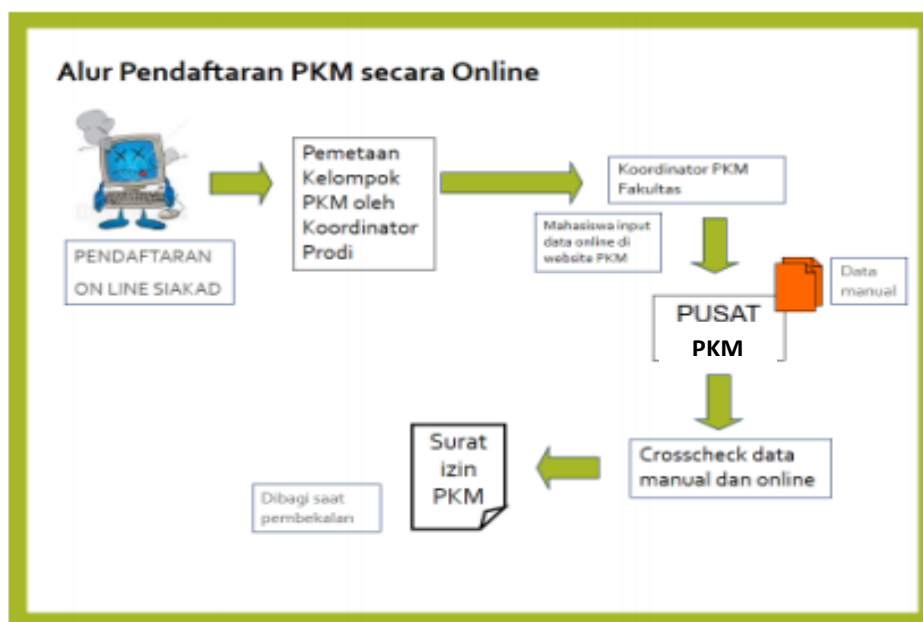 Alur Pendaftaran PKM secara Online
PENDAFTARAN
ON LINE SIAKAD
Pemetaan
Kelompok
PKM oleh
Koordinator
Prodi
Koordinator PKM
Fakultas
Mahasiswa input
data online di
website PKM
Data
manual
PUSAT
PKM
Crosscheck data
manual dan online
Surat
izin
PKM
Dibagi saat
pembekalan